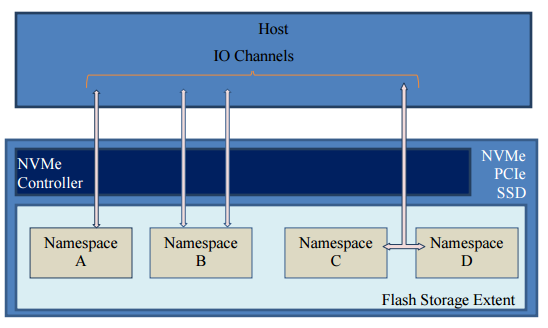 Host
IO Channels
NVMe
Controller
NVMe
PCIe
SSD
Namespace
A
Namespace
B
Namespace
C
Namespace
D
Flash Storage Extent